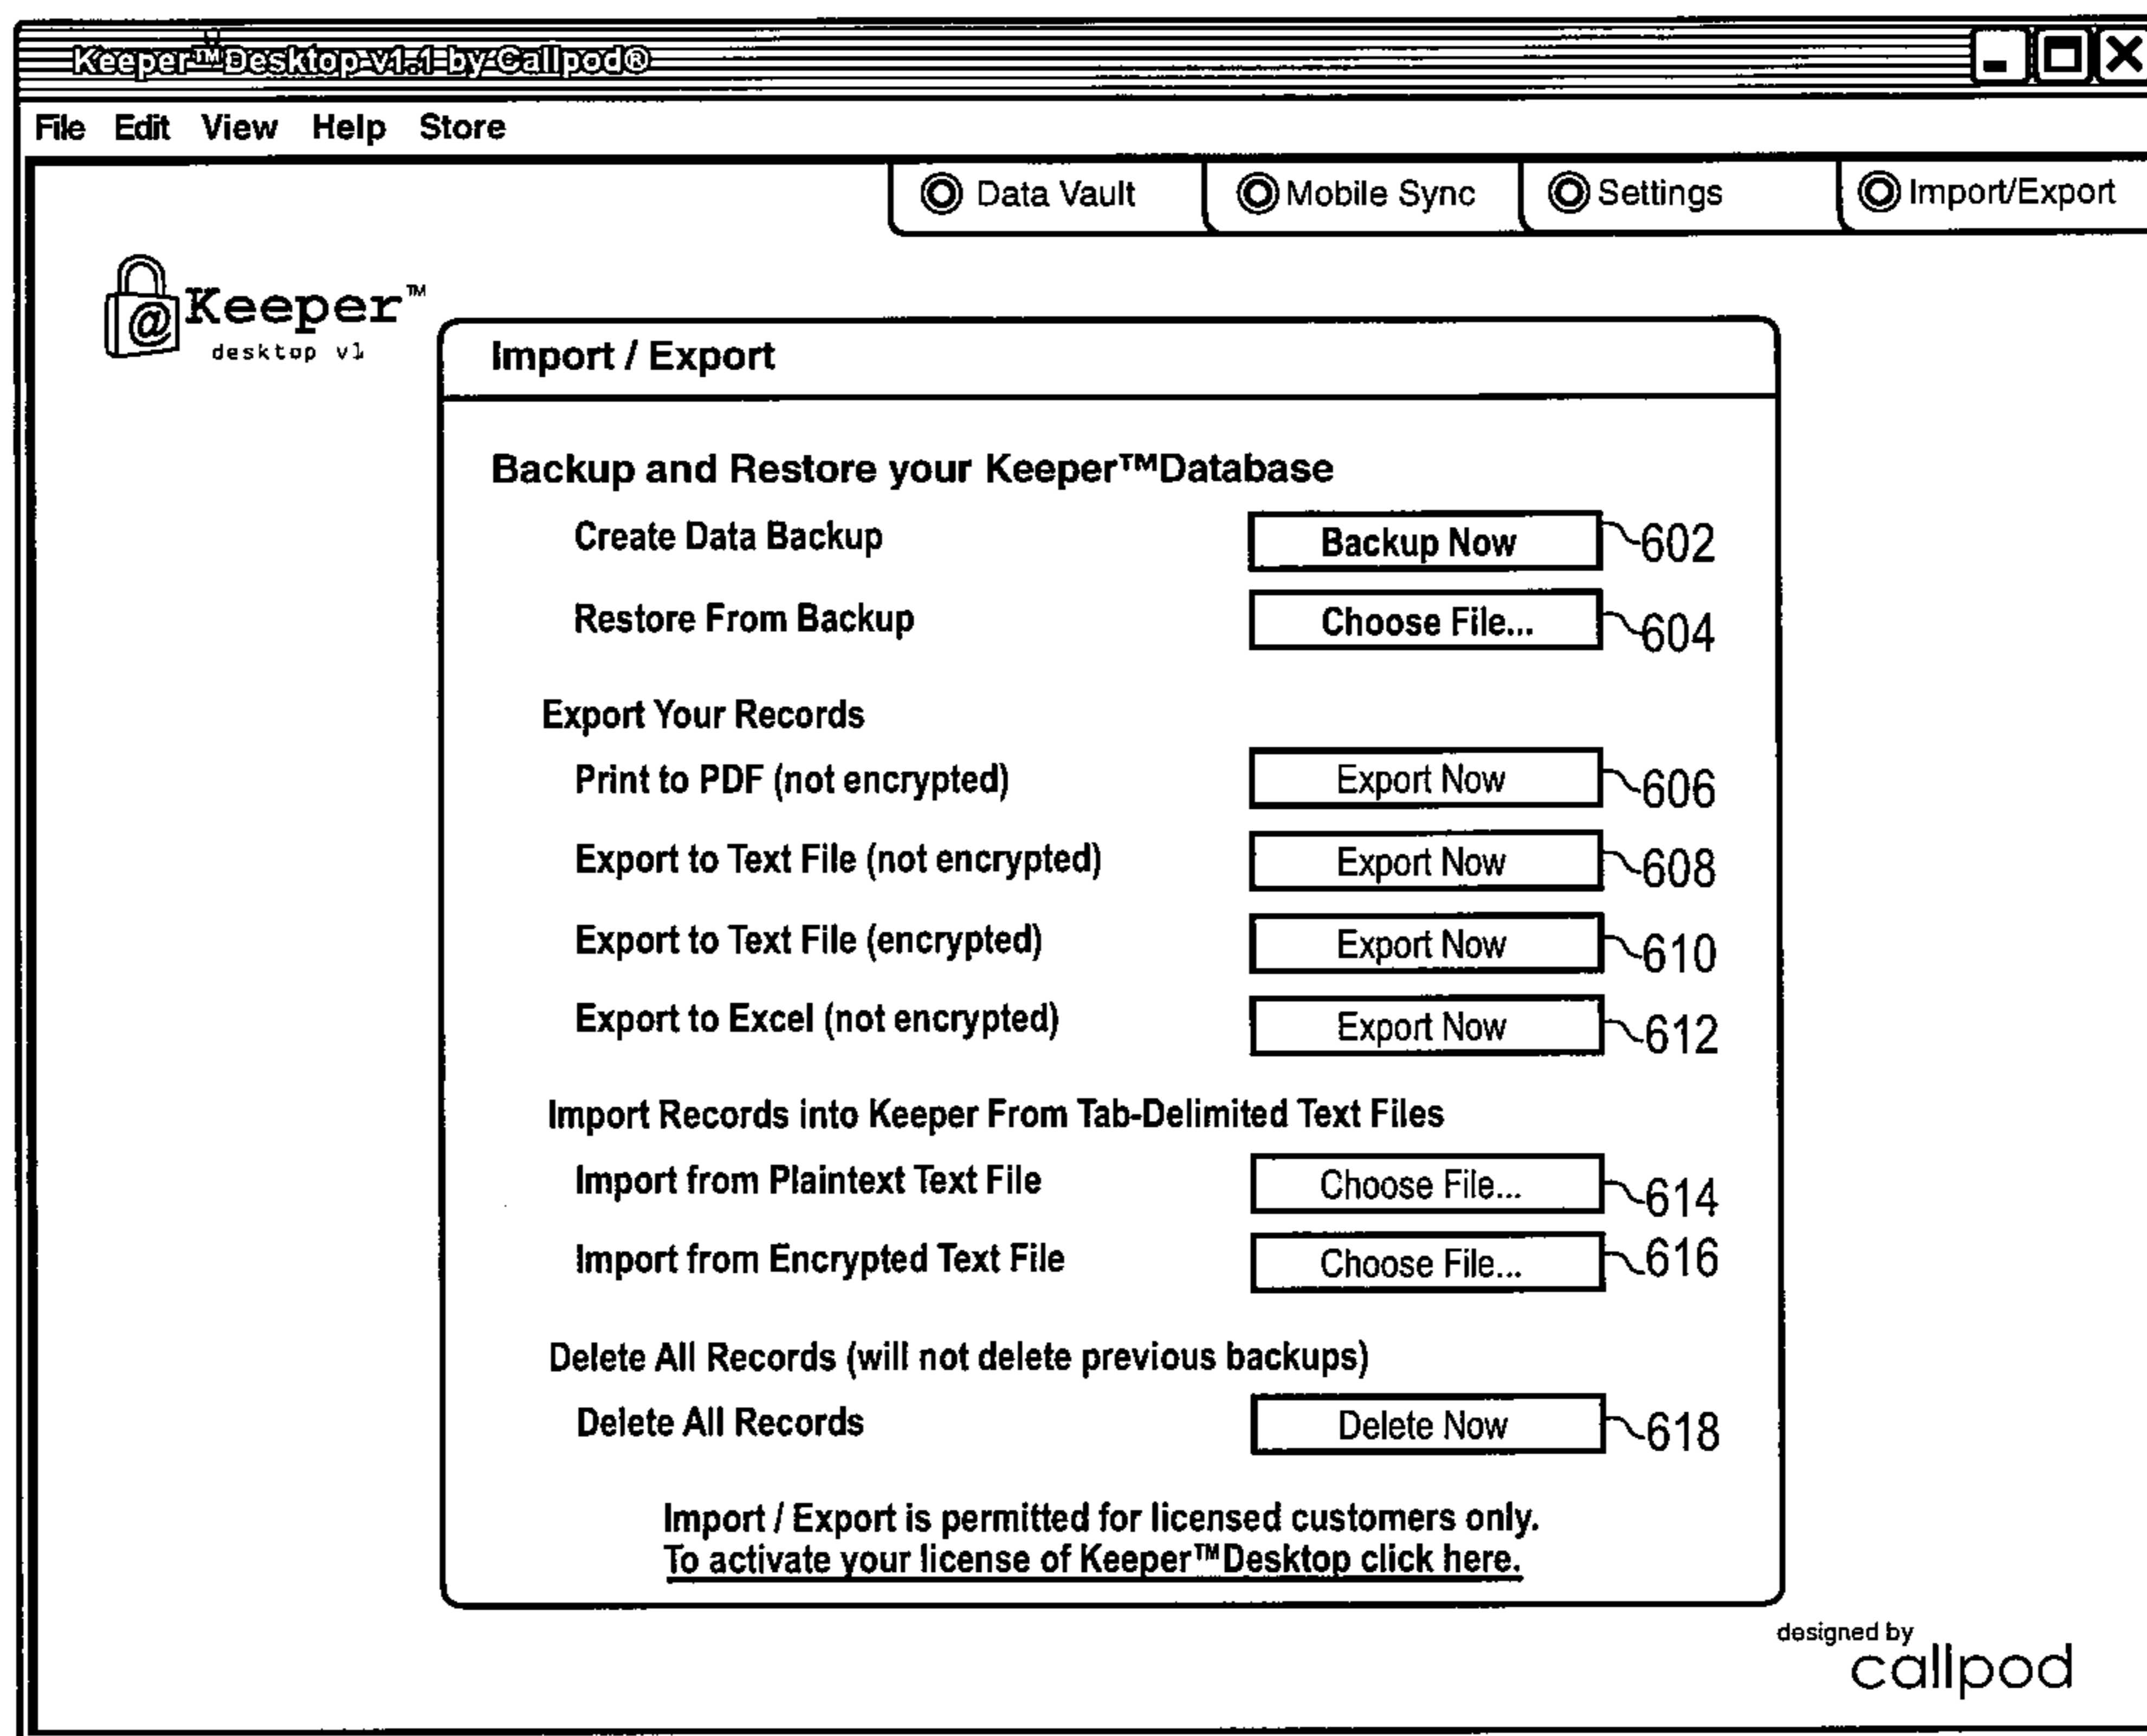 Keeper™ Desktop v1.1 by Callpod®
File Edit View Help Store
Data Vault Mobile Sync Settings Import/Export
@ Keeper™
desktop v1
Import / Export
Backup and Restore your Keeper™Database
Create Data Backup Backup Now 602
Restore From Backup Choose File... 604
Export Your Records
Print to PDF (not encrypted) Export Now 606
Export to Text File (not encrypted) Export Now 608
Export to Text File (encrypted) Export Now 610
Export to Excel (not encrypted) Export Now 612
Import Records into Keeper From Tab-Delimited Text Files
Import from Plaintext Text File Choose File... 614
Import from Encrypted Text File Choose File... 616
Delete All Records (will not delete previous backups)
Delete All Records Delete Now 618
Import / Export is permitted for licensed customers only.
To activate your license of Keeper™Desktop click here.
designed by
callpod